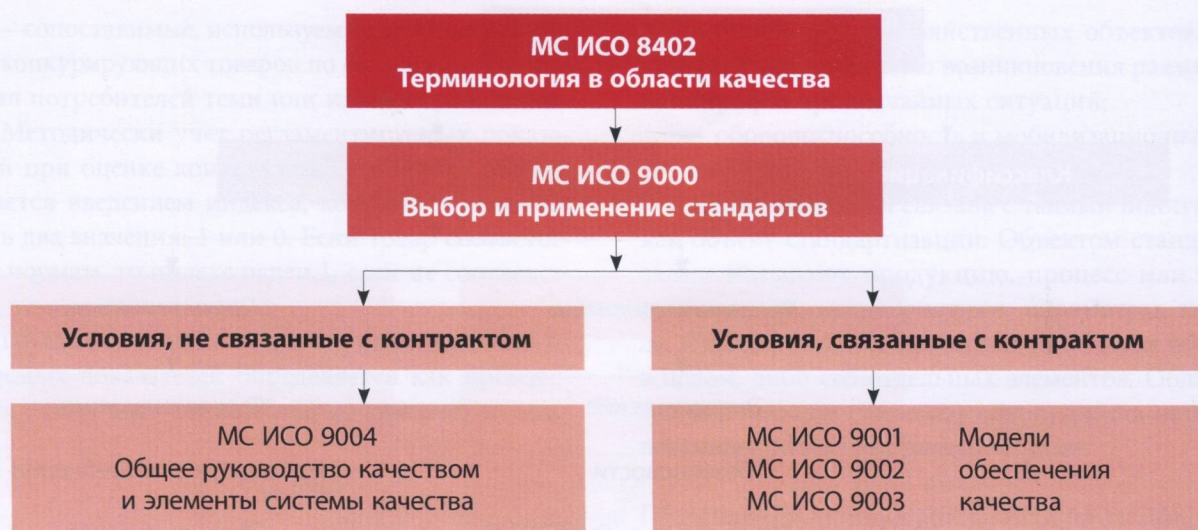 МС ИСО 8402
Терминология в области качества
МС ИСО 9000
Выбор и применение стандартов
Условия, не связанные с контрактом
Условия, связанные с контрактом
МС ИСО 9004
Общее руководство качеством
и элементы системы качества
МС ИСО 9001 Модели
МС ИСО 9002 обеспечения
МС ИСО 9003 качества